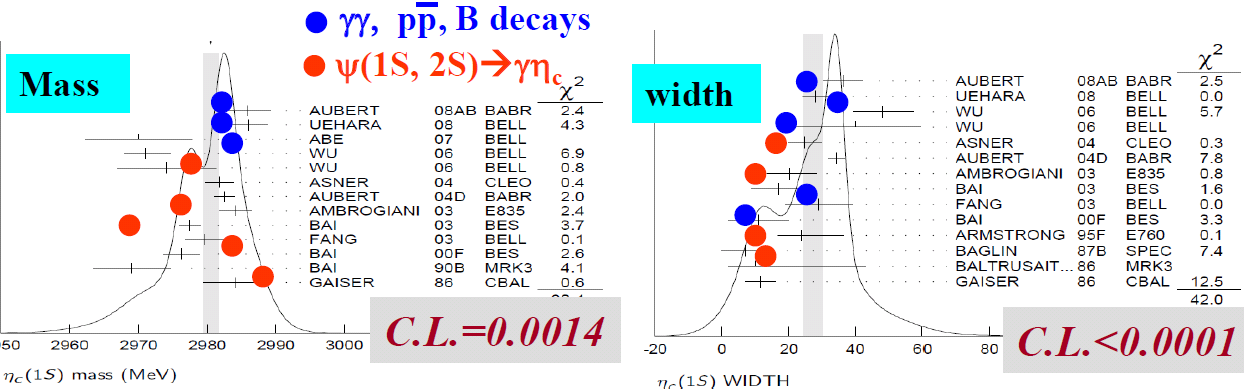 γγ, pp̅, B decays
ψ(1S, 2S)→γηc
Mass
χ²
AUBERT 08AB BABR 2.4
UEHARA 08 BELL 4.3
ABE 07 BELL
WU 06 BELL 6.9
WU 06 BELL 0.8
ASNER 04 CLEO 0.4
AUBERT 04D BABR 2.0
AMBROGIANI 03 E835 2.4
BAI 03 BES 3.7
FANG 03 BELL 0.1
BAI 00F BES 2.6
BAI 90B MRK3 4.1
GAISER 86 CBAL 0.6
C.L.=0.0014
50 2960 2970 2980 2990 3000
ηc(1S) mass (MeV)
width
χ²
AUBERT 08AB BABR 2.5
UEHARA 08 BELL 0.0
WU 06 BELL 5.7
WU 06 BELL
ASNER 04 CLEO 0.3
AUBERT 04D BABR 7.8
AMBROGIANI 03 E835 0.8
BAI 03 BES 1.6
FANG 03 BELL 0.0
BAI 00F BES 3.3
ARMSTRONG 95F E760 0.1
BAGLIN 87B SPEC 7.4
BALTRUSAIT... 86 MRK3
GAISER 86 CBAL 12.5
42.0
C.L.<0.0001
-20 0 20 40 60 80
ηc(1S) WIDTH